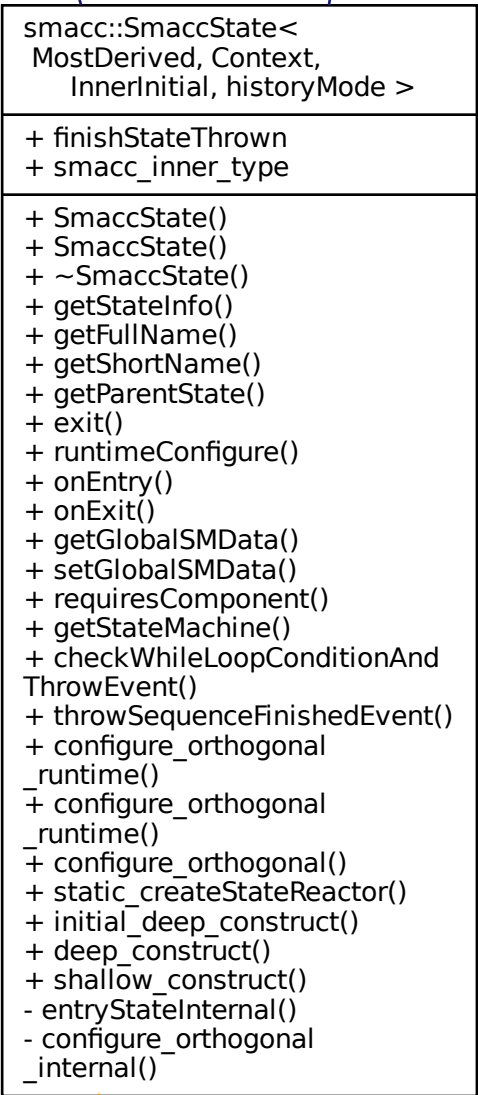 smacc::SmaccState<
MostDerived, Context,
InnerInitial, historyMode >
+ finishStateThrown
+ smacc_inner_type
+ SmaccState()
+ SmaccState()
+ ~SmaccState()
+ getStateInfo()
+ getFullName()
+ getShortName()
+ getParentState()
+ exit()
+ runtimeConfigure()
+ onEntry()
+ onExit()
+ getGlobalSMData()
+ setGlobalSMData()
+ requiresComponent()
+ getStateMachine()
+ checkWhileLoopConditionAnd
ThrowEvent()
+ throwSequenceFinishedEvent()
+ configure_orthogonal
_runtime()
+ configure_orthogonal
_runtime()
+ configure_orthogonal()
+ static_createStateReactor()
+ initial_deep_construct()
+ deep_construct()
+ shallow_construct()
- entryStateInternal()
- configure_orthogonal
_internal()